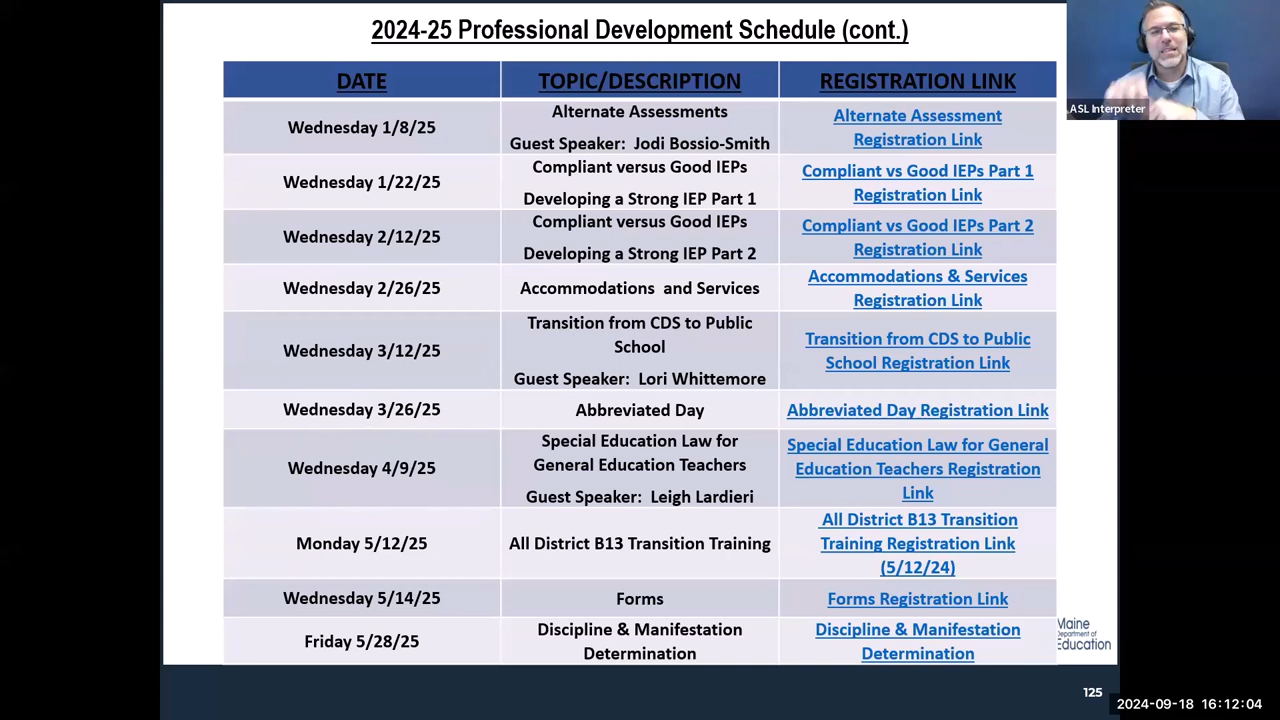 2024-25 Professional Development Schedule (cont.)
DATE
TOPIC/DESCRIPTION
REGISTRATION LINK
Wednesday 1/8/25
Alternate Assessments
Guest Speaker: Jodi Bossio-Smith
Alternate Assessment
Registration Link
Wednesday 1/22/25
Compliant versus Good IEPs
Developing a Strong IEP Part 1
Compliant vs Good IEPs Part 1
Registration Link
Wednesday 2/12/25
Compliant versus Good IEPs
Developing a Strong IEP Part 2
Compliant vs Good IEPs Part 2
Registration Link
Wednesday 2/26/25
Accommodations and Services
Accommodations & Services
Registration Link
Wednesday 3/12/25
Transition from CDS to Public
School
Guest Speaker: Lori Whittemore
Transition from CDS to Public
School Registration Link
Wednesday 3/26/25
Abbreviated Day
Abbreviated Day Registration Link
Wednesday 4/9/25
Special Education Law for
General Education Teachers
Guest Speaker: Leigh Lardieri
Special Education Law for General
Education Teachers Registration
Link
Monday 5/12/25
All District B13 Transition Training
All District B13 Transition
Training Registration Link
(5/12/24)
Wednesday 5/14/25
Forms
Forms Registration Link
Friday 5/28/25
Discipline & Manifestation
Determination
Discipline & Manifestation
Determination
Maine
Department of
Education
125
ASL Interpreter
2024-09-18 16:12:04